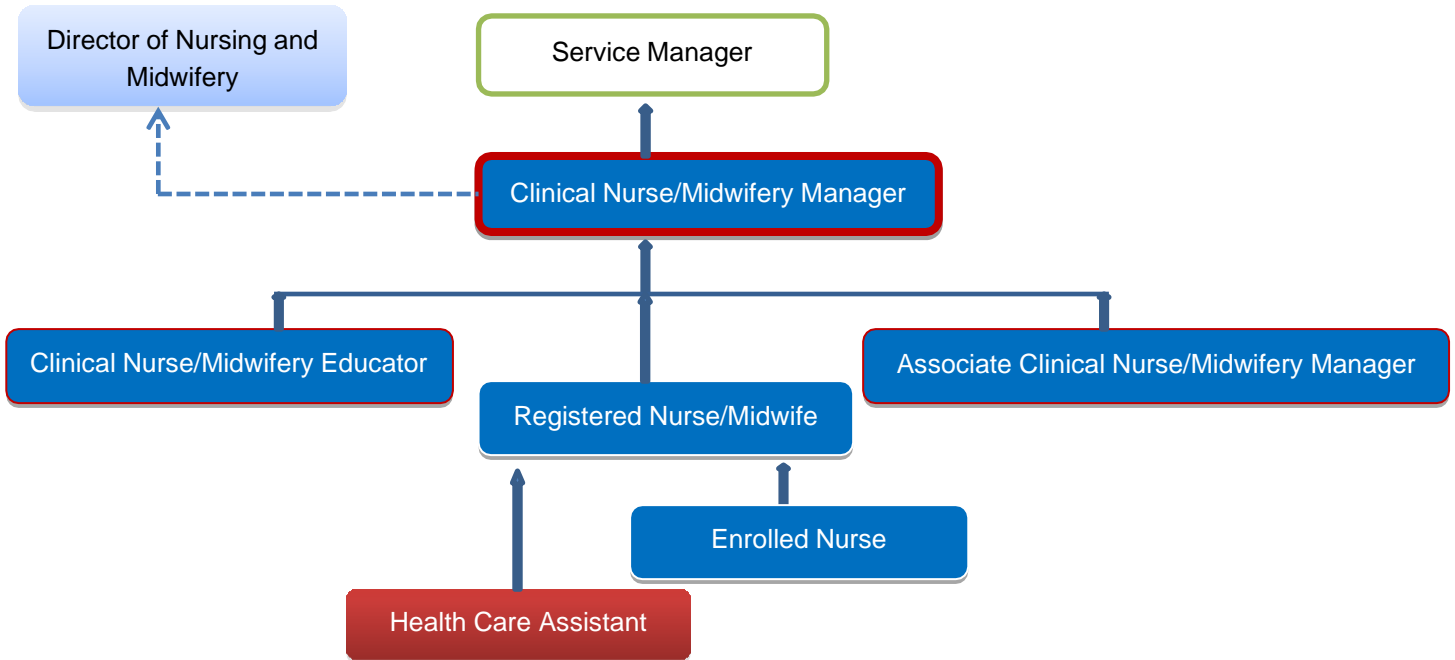 Director of Nursing and
Midwifery
Service Manager
Clinical Nurse/Midwifery Manager
Clinical Nurse/Midwifery Educator
Associate Clinical Nurse/Midwifery Manager
Registered Nurse/Midwife
Enrolled Nurse
Health Care Assistant